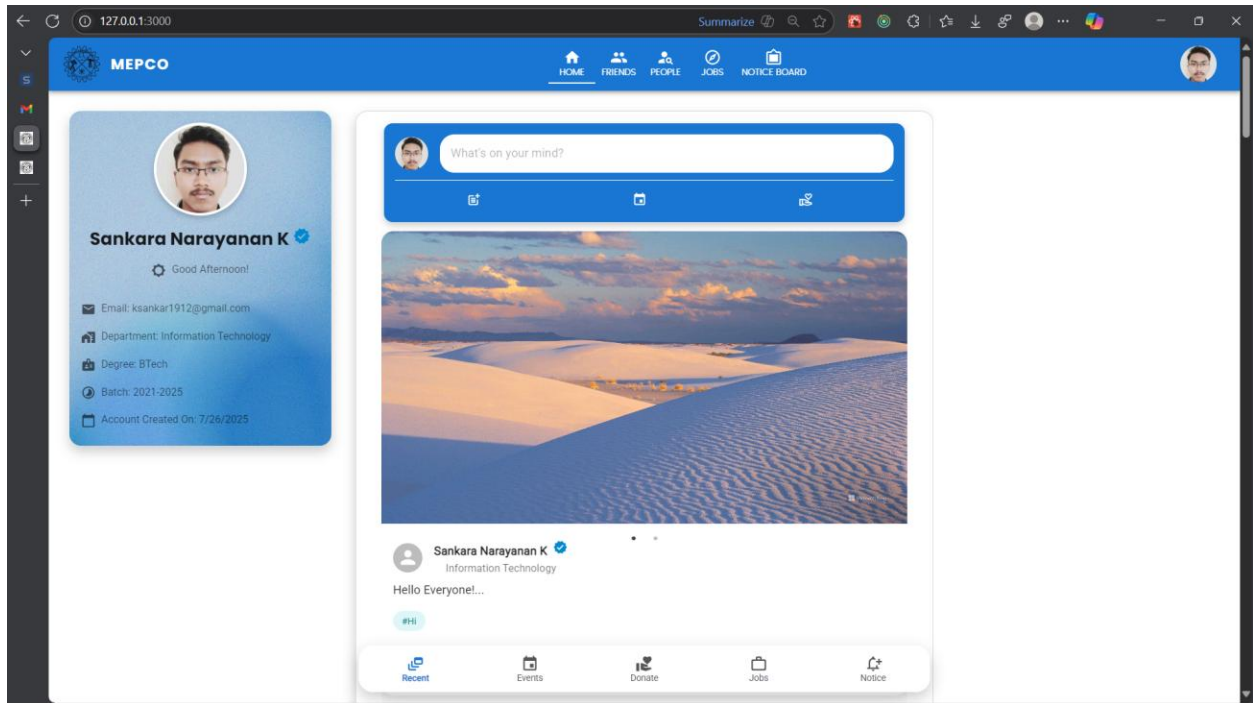 127.0.0.1:3000
Summarize
MEPCO
HOME FRIENDS PEOPLE JOBS NOTICE BOARD
What's on your mind?
Sankara Narayanan K
Good Afternoon!
Email: ksankar1912@gmail.com
Department: Information Technology
Degree: BTech
Batch: 2021-2025
Account Created On: 7/26/2025
Sankara Narayanan K
Information Technology
Hello Everyone!...
#Hi
Recent Events Donate Jobs Notice